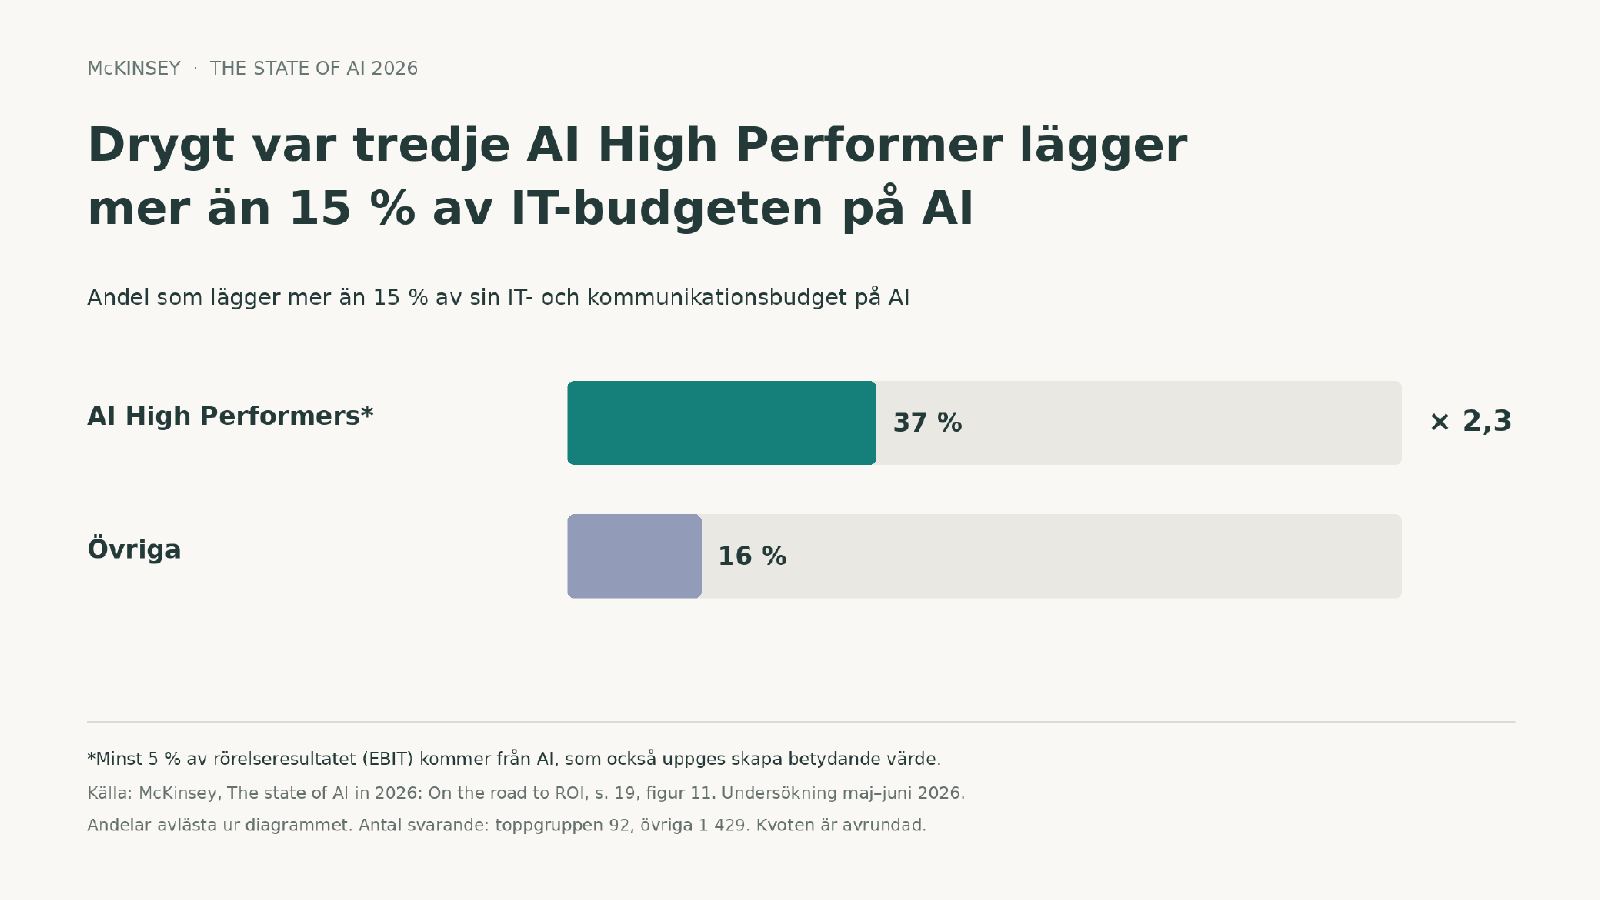 McKINSEY · THE STATE OF AI 2026
Drygt var tredje AI High Performer lägger
mer än 15 % av IT-budgeten på AI
Andel som lägger mer än 15 % av sin IT- och kommunikationsbudget på AI
AI High Performers*
37 %
× 2,3
Övriga
16 %
*Minst 5 % av rörelseresultatet (EBIT) kommer från AI, som också uppges skapa betydande värde.
Källa: McKinsey, The state of AI in 2026: On the road to ROI, s. 19, figur 11. Undersökning maj–juni 2026.
Andelar avlästa ur diagrammet. Antal svarande: toppgruppen 92, övriga 1 429. Kvoten är avrundad.